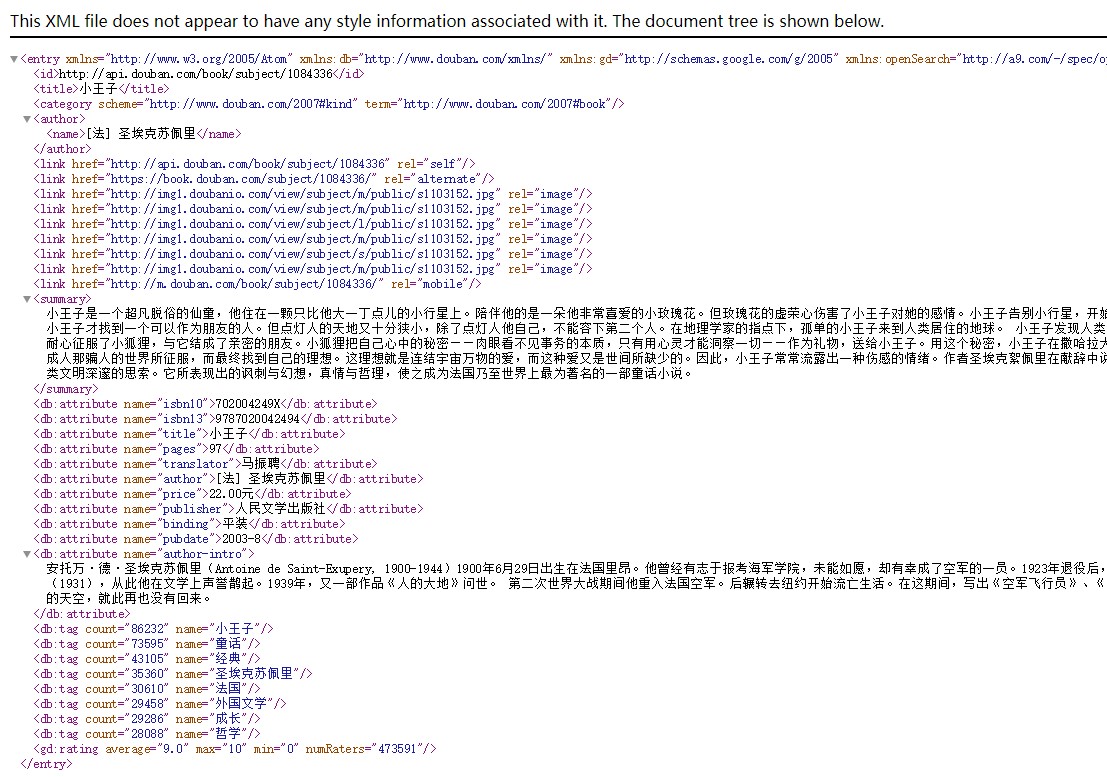 This XML file does not appear to have any style information associated with it. The document tree is shown below.
<entry xmlns="http://www.w3.org/2005/Atom" xmlns:db="http://www.douban.com/xmlns/" xmlns:gd="http://schemas.google.com/g/2005" xmlns:openSearch="http://a9.com/-/spec/op
<id>http://api.douban.com/book/subject/1084336</id>
<title>小王子</title>
<category scheme="http://www.douban.com/2007#kind" term="http://www.douban.com/2007#book"/>
<author>
<name>[法] 圣埃克苏佩里</name>
</author>
<link href="http://api.douban.com/book/subject/1084336" rel="self"/>
<link href="https://book.douban.com/subject/1084336/" rel="alternate"/>
<link href="http://img1.doubanio.com/view/subject/m/public/s1103152.jpg" rel="image"/>
<link href="http://img1.doubanio.com/view/subject/m/public/s1103152.jpg" rel="image"/>
<link href="http://img1.doubanio.com/view/subject/l/public/s1103152.jpg" rel="image"/>
<link href="http://img1.doubanio.com/view/subject/m/public/s1103152.jpg" rel="image"/>
<link href="http://img1.doubanio.com/view/subject/s/public/s1103152.jpg" rel="image"/>
<link href="http://img1.doubanio.com/view/subject/m/public/s1103152.jpg" rel="image"/>
<link href="http://m.douban.com/book/subject/1084336/" rel="mobile"/>
<summary>
小王子是一个超凡脱俗的仙童，他住在一颗只比他大一丁点儿的小行星上。陪伴他的是一朵他非常喜爱的小玫瑰花。但玫瑰花的虚荣心伤害了小王子对她的感情。小王子告别小行星，开始
小王子才找到一个可以作为朋友的人。但点灯人的天地又十分狭小，除了点灯人他自己，不能容下第二个人。在地理学家的指点下，孤单的小王子来到人类居住的地球。 小王子发现人类
耐心征服了小狐狸，与它结成了亲密的朋友。小狐狸把自己心中的秘密——肉眼看不见事务的本质，只有用心灵才能洞察一切——作为礼物，送给小王子。用这个秘密，小王子在撒哈拉大
成人那骗人的世界所征服，而最终找到自己的理想。这理想就是连结宇宙万物的爱，而这种爱又是世间所缺少的。因此，小王子常常流露出一种伤感的情绪。作者圣埃克絮佩里在献辞中说
类文明深邃的思索。它所表现出的讽刺与幻想，真情与哲理，使之成为法国乃至世界上最为著名的一部童话小说。
</summary>
<db:attribute name="isbn10">702004249X</db:attribute>
<db:attribute name="isbn13">9787020042494</db:attribute>
<db:attribute name="title">小王子</db:attribute>
<db:attribute name="pages">97</db:attribute>
<db:attribute name="translator">马振聘</db:attribute>
<db:attribute name="author">[法] 圣埃克苏佩里</db:attribute>
<db:attribute name="price">22.00元</db:attribute>
<db:attribute name="publisher">人民文学出版社</db:attribute>
<db:attribute name="binding">平装</db:attribute>
<db:attribute name="pubdate">2003-8</db:attribute>
<db:attribute name="author-intro">
安托万·德·圣埃克苏佩里（Antoine de Saint-Exupery, 1900-1944）1900年6月29日出生在法国里昂。他曾经有志于报考海军学院，未能如愿，却有幸成了空军的一员。1923年退役后，
（1931），从此他在文学上声誉鹊起。1939年，又一部作品《人的大地》问世。 第二次世界大战期间他重入法国空军。后辗转去纽约开始流亡生活。在这期间，写出《空军飞行员》、《
的天空，就此再也没有回来。
</db:attribute>
<db:tag count="86232" name="小王子"/>
<db:tag count="73595" name="童话"/>
<db:tag count="43105" name="经典"/>
<db:tag count="35360" name="圣埃克苏佩里"/>
<db:tag count="30610" name="法国"/>
<db:tag count="29458" name="外国文学"/>
<db:tag count="29286" name="成长"/>
<db:tag count="28088" name="哲学"/>
<gd:rating average="9.0" max="10" min="0" numRaters="473591"/>
</entry>